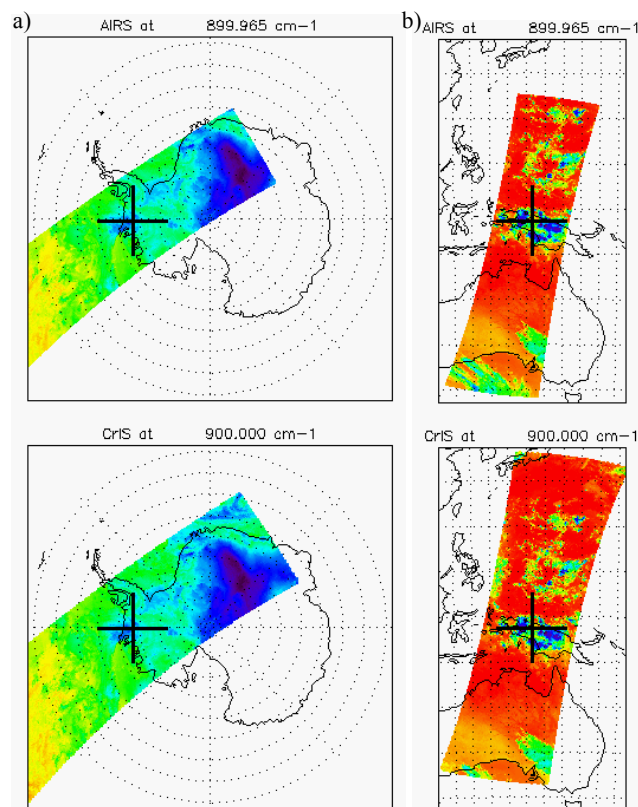 a)
AIRS at 899.965 cm-1
b)
AIRS at 899.965 cm-1
CrIS at 900.000 cm-1
CrIS at 900.000 cm-1